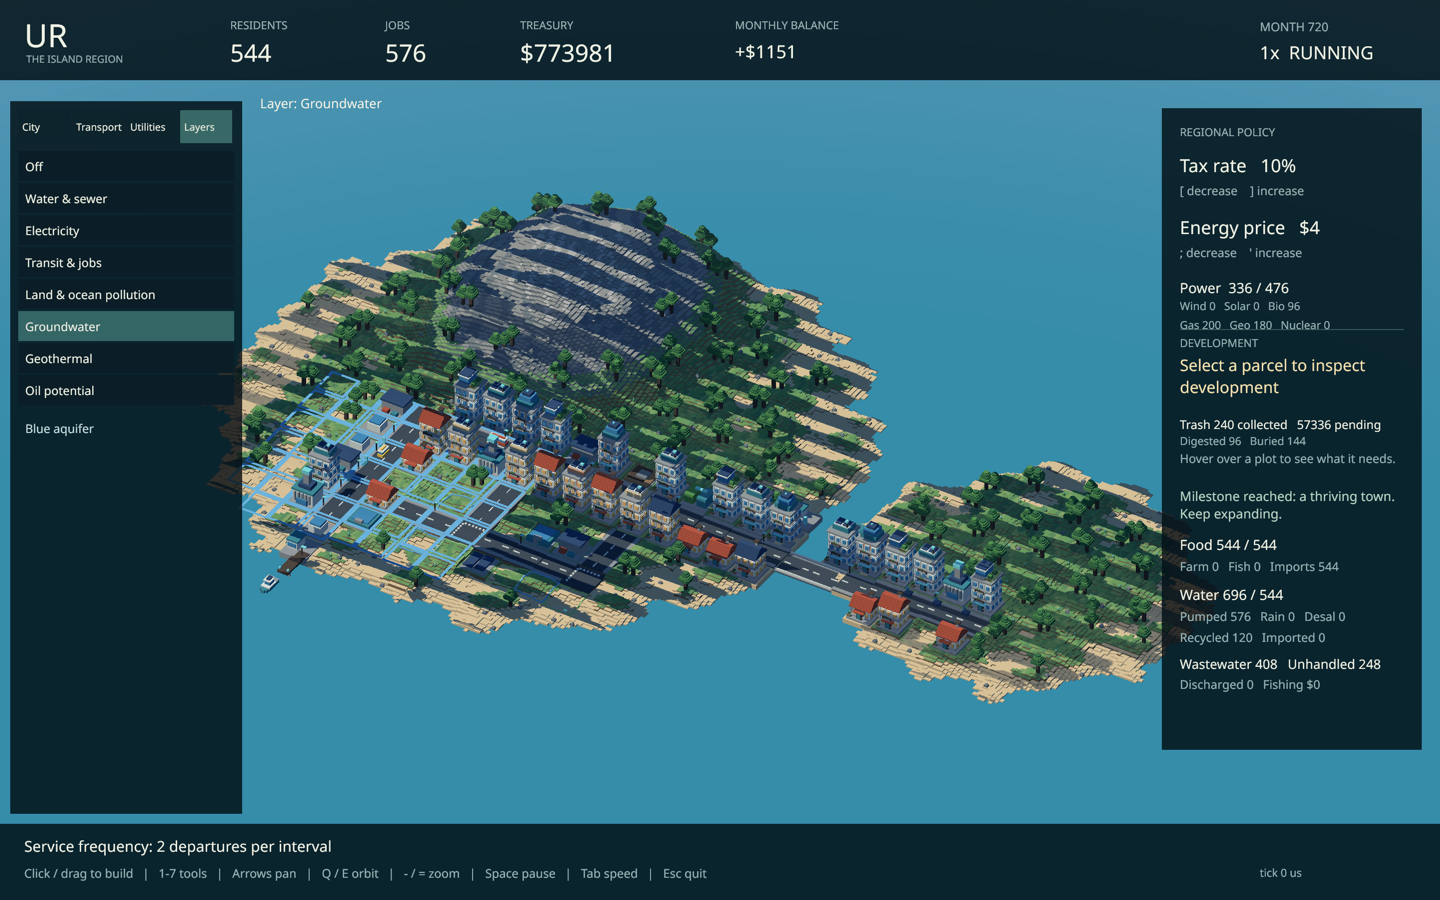 UR
THE ISLAND REGION
RESIDENTS
544
JOBS
576
TREASURY
$773981
MONTHLY BALANCE
+$1151
MONTH 720
1x RUNNING
City Transport Utilities Layers
Off
Water & sewer
Electricity
Transit & jobs
Land & ocean pollution
Groundwater
Geothermal
Oil potential
Blue aquifer
Layer: Groundwater
REGIONAL POLICY
Tax rate 10%
[ decrease ] increase
Energy price $4
; decrease ' increase
Power 336 / 476
Wind 0 Solar 0 Bio 96
Gas 200 Geo 180 Nuclear 0
DEVELOPMENT
Select a parcel to inspect
development
Trash 240 collected 57336 pending
Digested 96 Buried 144
Hover over a plot to see what it needs.
Milestone reached: a thriving town.
Keep expanding.
Food 544 / 544
Farm 0 Fish 0 Imports 544
Water 696 / 544
Pumped 576 Rain 0 Desal 0
Recycled 120 Imported 0
Wastewater 408 Unhandled 248
Discharged 0 Fishing $0
Service frequency: 2 departures per interval
Click / drag to build | 1-7 tools | Arrows pan | Q / E orbit | - / = zoom | Space pause | Tab speed | Esc quit
tick 0 us